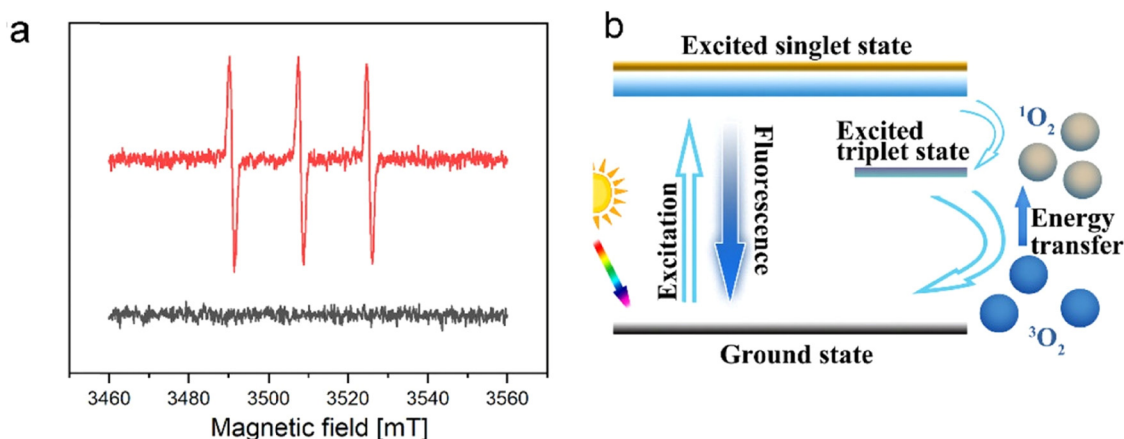 a
3460
3480
3500
3520
3540
3560
Magnetic field [mT]
b
Excited singlet state
Excitation
Fluorescence
Excited
triplet state
¹O₂
Energy
transfer
³O₂
Ground state